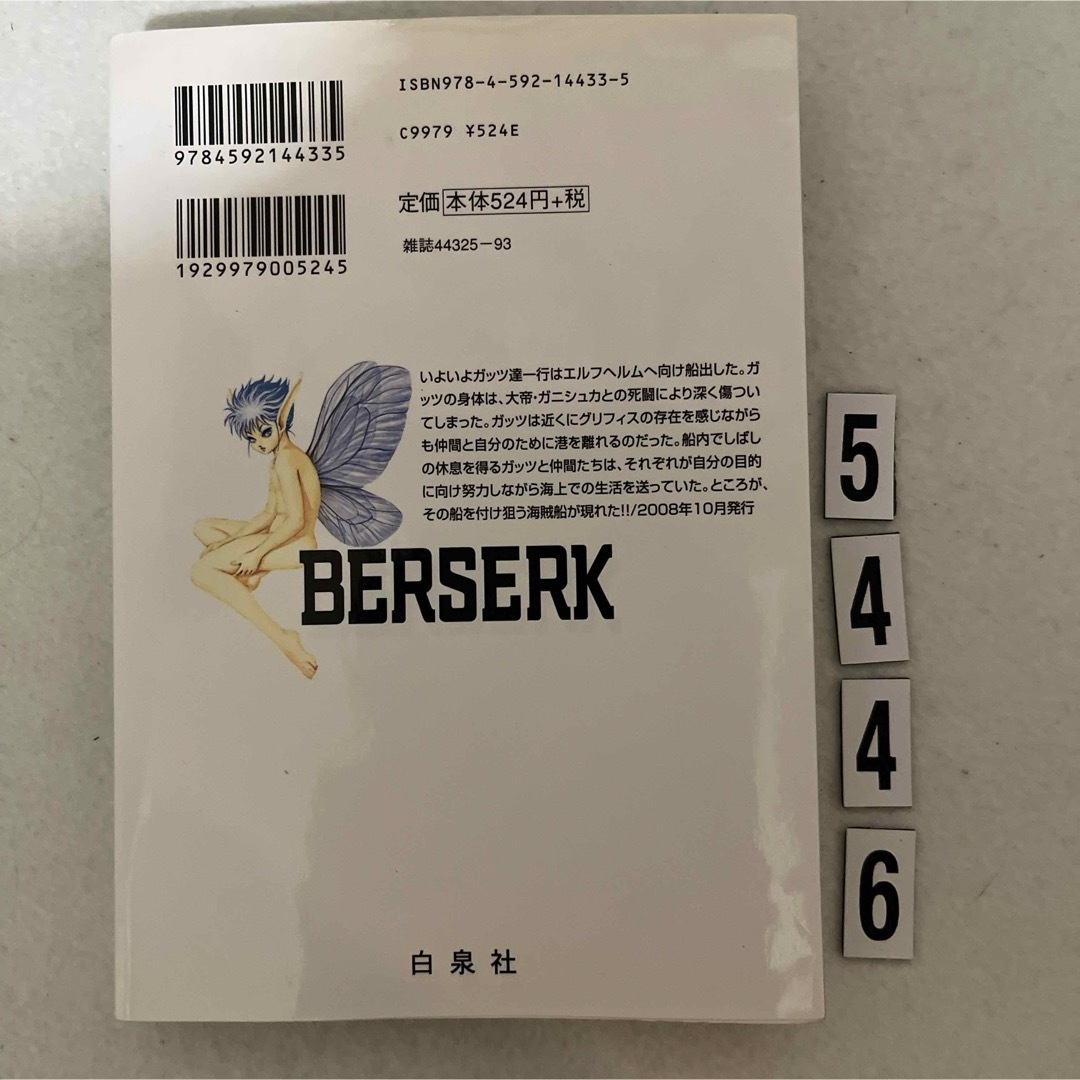 ISBN978-4-592-14433-5
9784592144335
C9979 ¥524E
定価 本体524円+税
1929979005245
雑誌44325-93
いよいよガッツ達一行はエルフヘルムへ向け船出した。ガ
ッツの身体は、大帝・ガニシュカとの死闘により深く傷つい
てしまった。ガッツは近くにグリフィスの存在を感じながら
も仲間と自分のために港を離れるのだった。船内でしばし
の休息を得るガッツと仲間たちは、それぞれが自分の目的
に向け努力しながら海上での生活を送っていた。ところが、
その船を付け狙う海賊船が現れた!!/2008年10月発行
BERSERK
白泉社
5
4
4
6